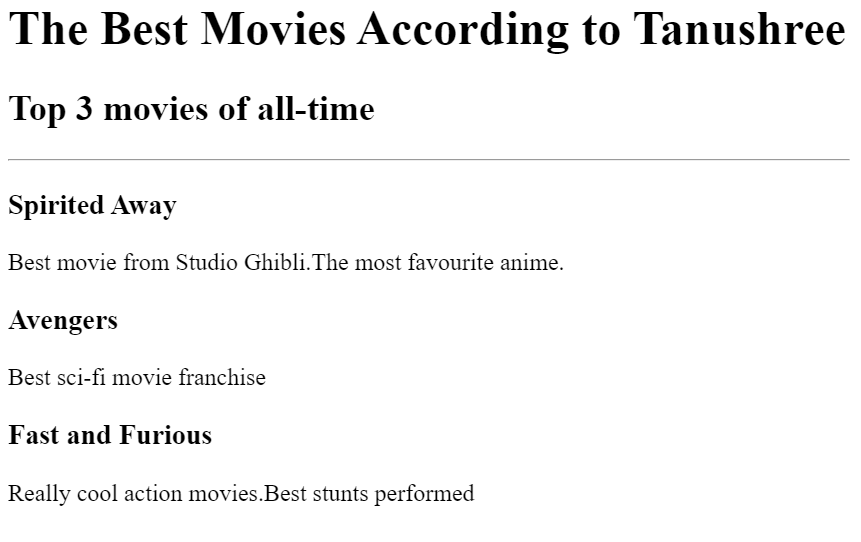 The Best Movies According to Tanushree
Top 3 movies of all-time
Spirited Away
Best movie from Studio Ghibli.The most favourite anime.
Avengers
Best sci-fi movie franchise
Fast and Furious
Really cool action movies.Best stunts performed